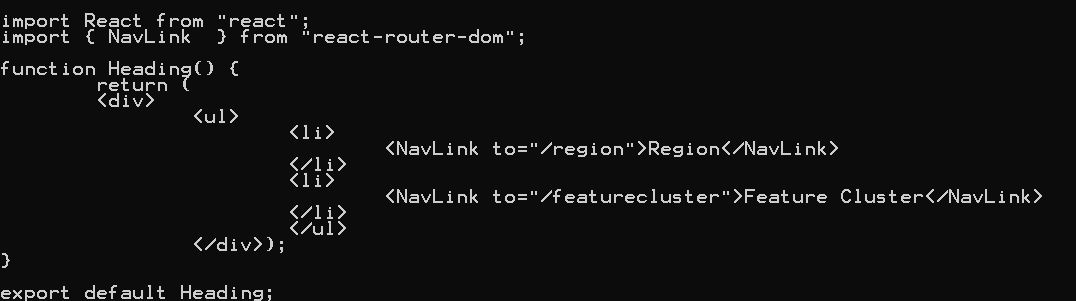 import React from "react";
import { NavLink  } from "react-router-dom";
function Heading() {
        return (
        <div>
                <ul>
                        <li>
                                <NavLink to="/region">Region</NavLink>
                        </li>
                        <li>
                                <NavLink to="/featurecluster">Feature Cluster</NavLink>
                        </li>
                        </ul>
                </div>);
}
export default Heading;